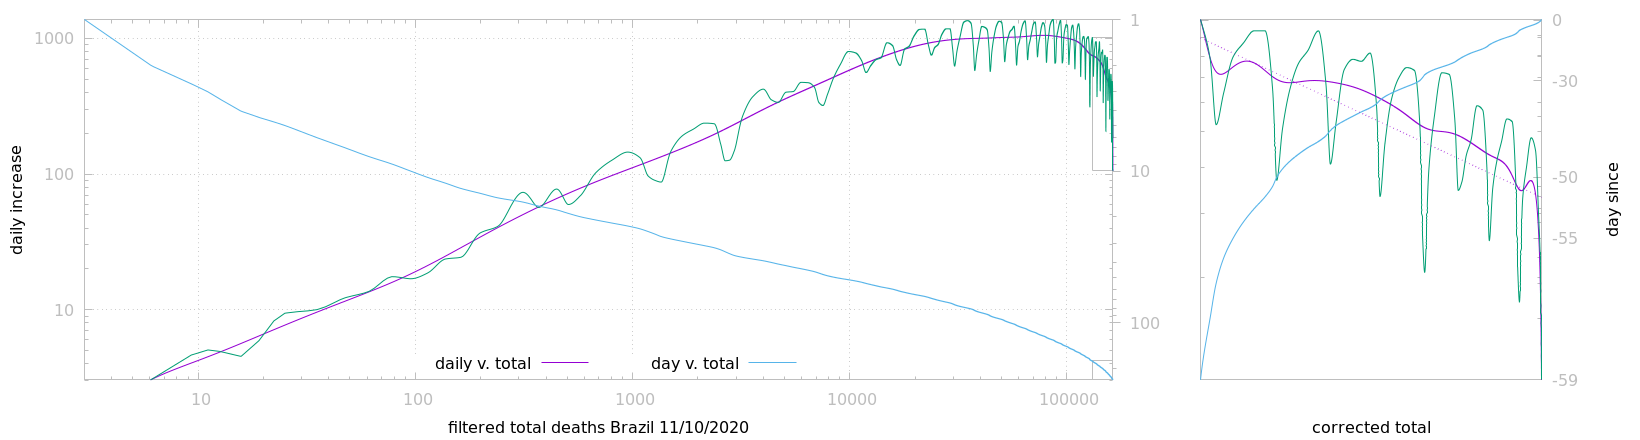 daily increase
1000
100
10
10
100
1000
10000
100000
1
10
100
daily v. total
day v. total
filtered total deaths Brazil 11/10/2020
0
-30
-50
-55
-59
day since
corrected total